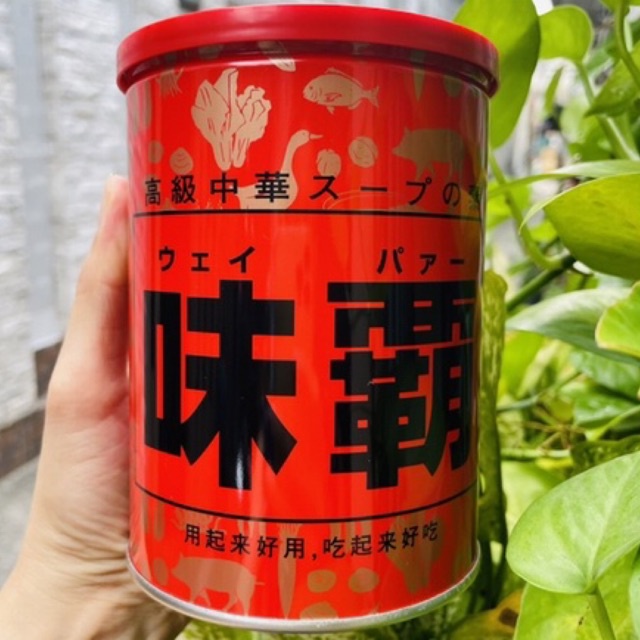 高級中華スープの素
ウェイ パァー
味覇
用起来好用,吃起来好吃